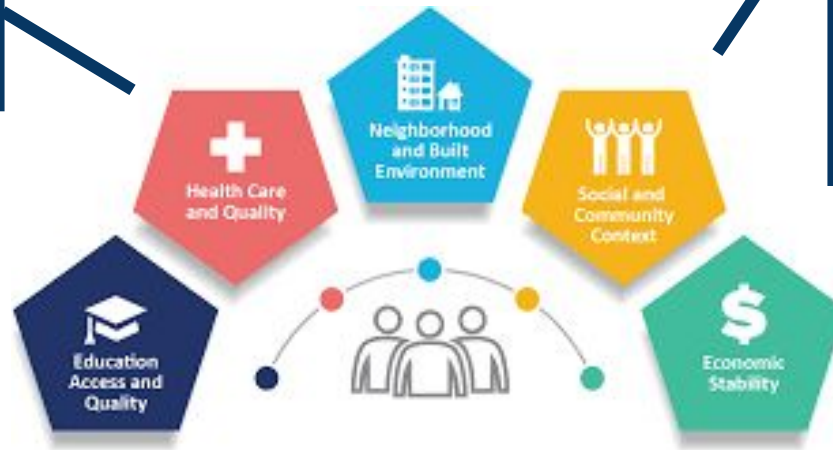 Education
Access and
Quality
Health Care
and Quality
Neighborhood
and Built
Environment
Social and
Community
Context
$
Economic
Stability